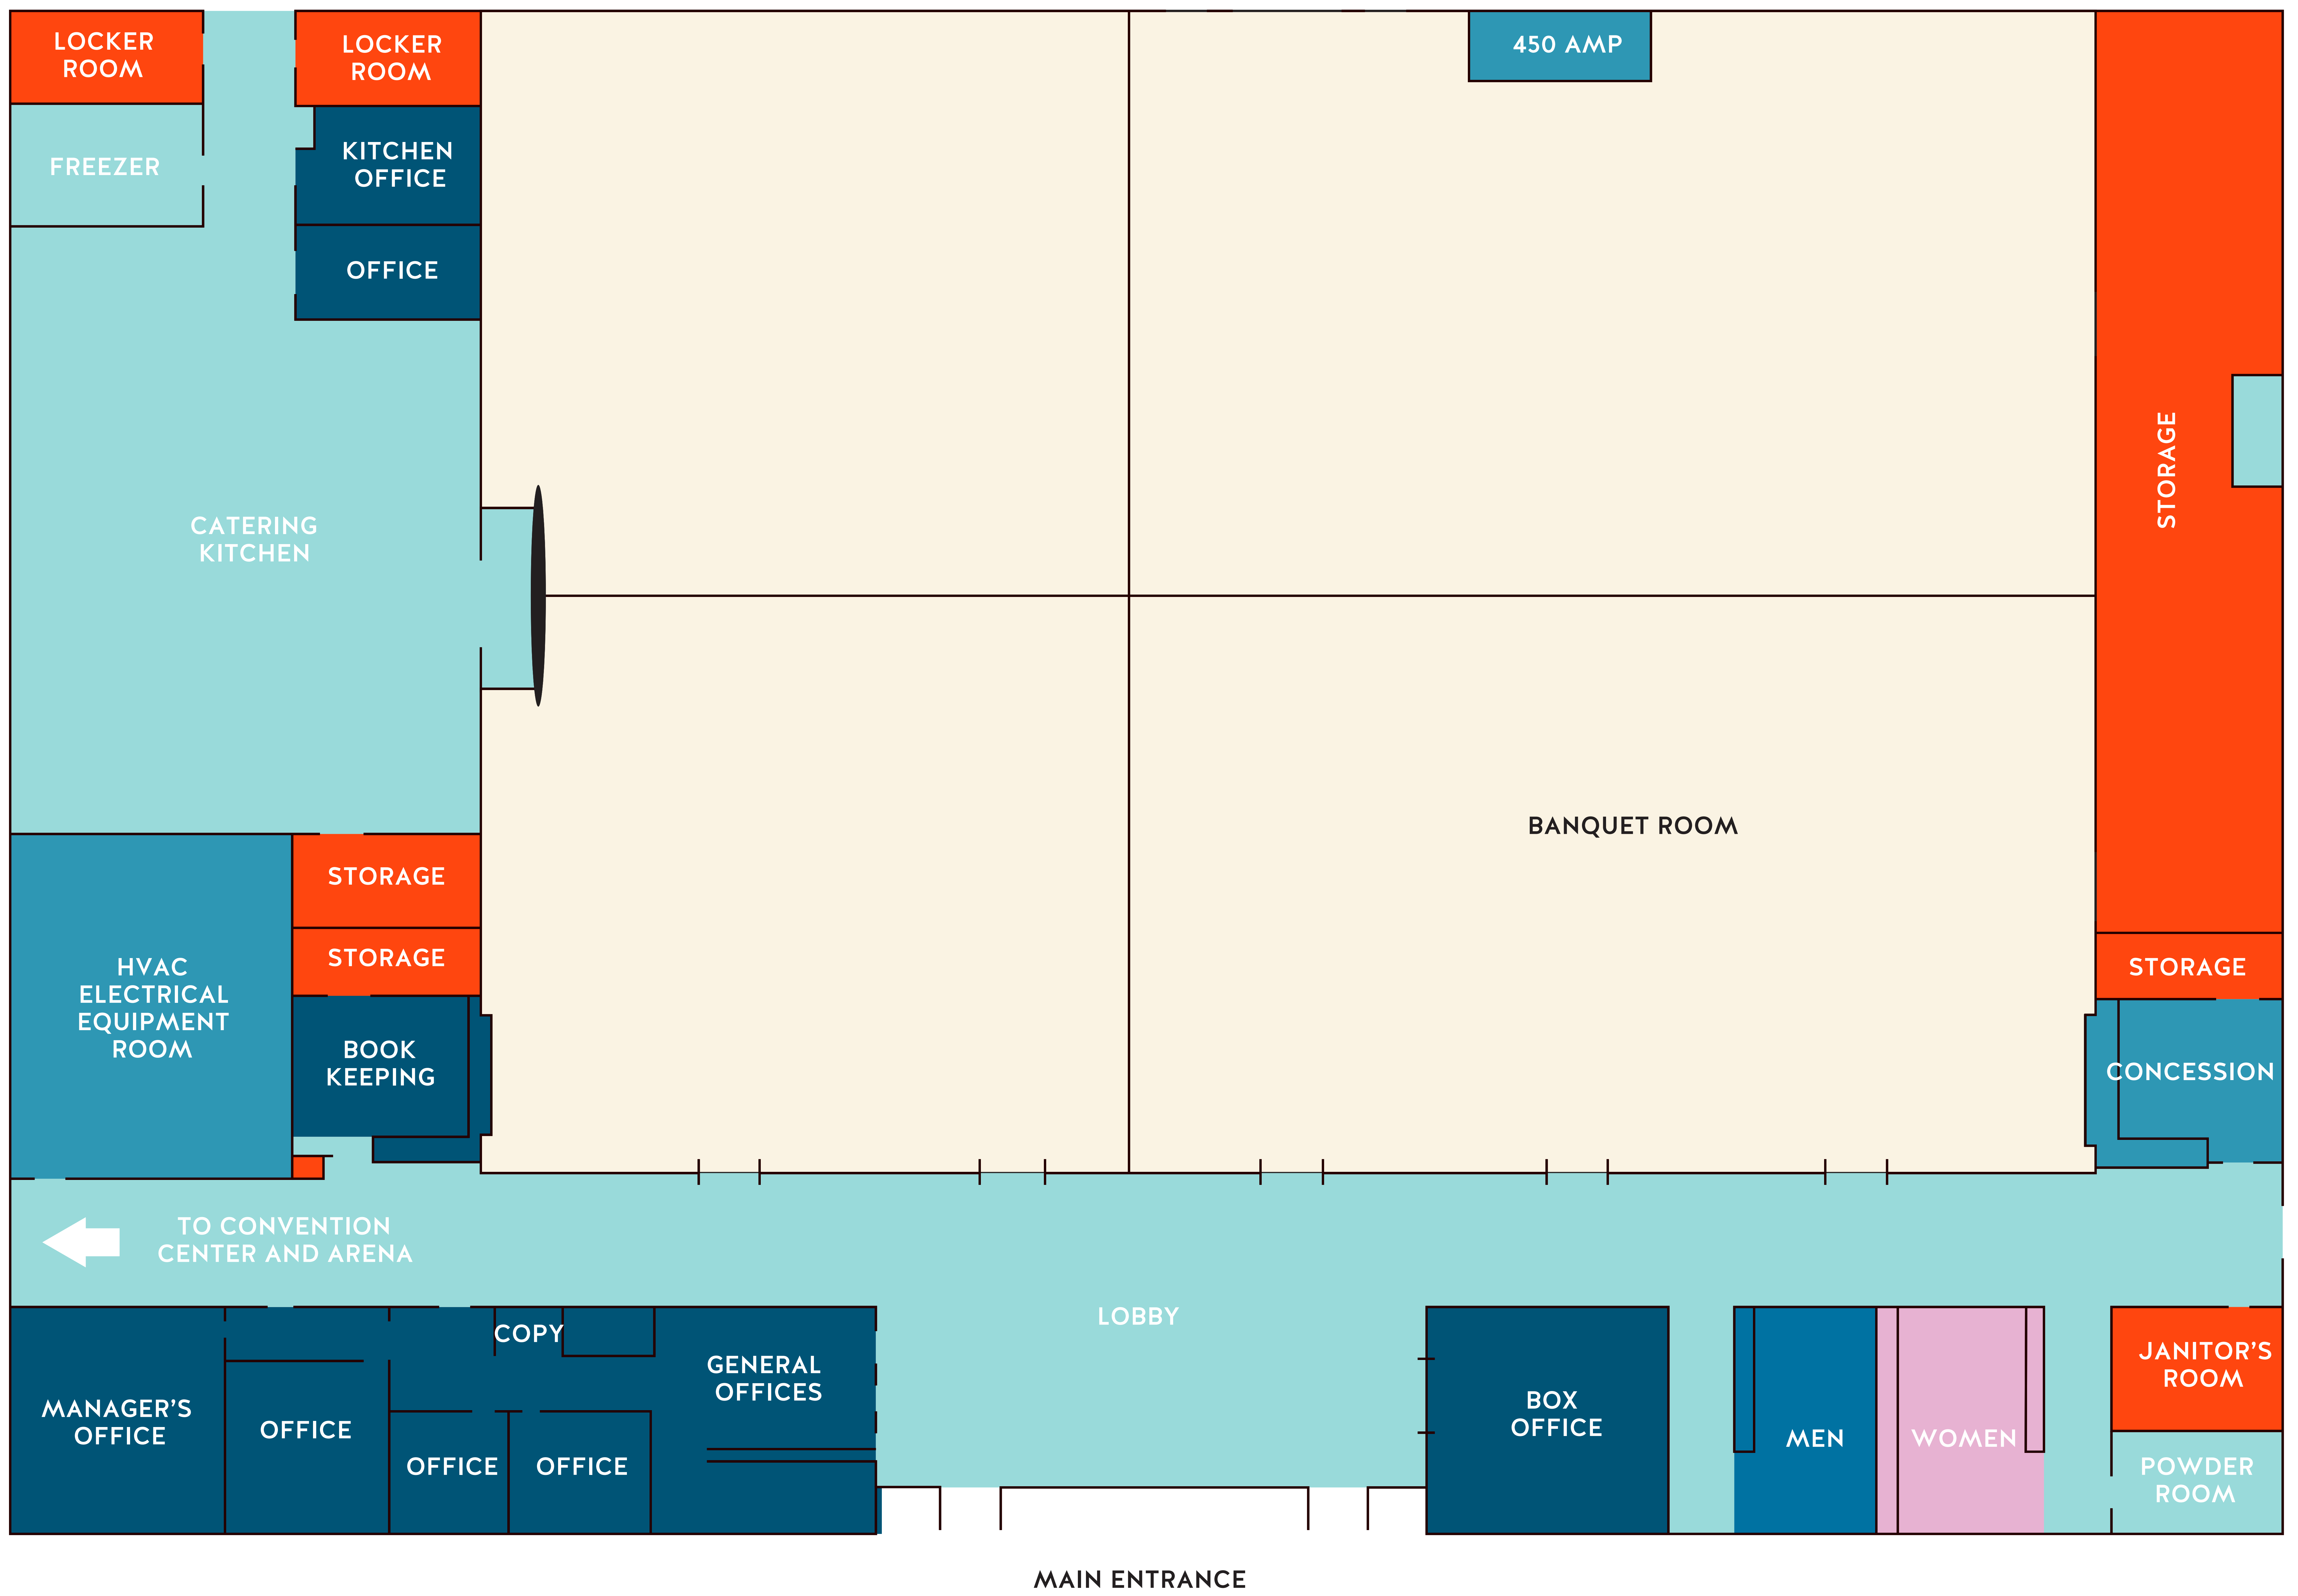 LOCKER
ROOM
LOCKER
ROOM
450 AMP
FREEZER
KITCHEN
OFFICE
OFFICE
CATERING
KITCHEN
STORAGE
BANQUET ROOM
STORAGE
STORAGE
HVAC
ELECTRICAL
EQUIPMENT
ROOM
BOOK
KEEPING
STORAGE
CONCESSION
TO CONVENTION
CENTER AND ARENA
LOBBY
COPY
GENERAL
OFFICES
MANAGER'S
OFFICE
OFFICE
OFFICE
OFFICE
BOX
OFFICE
MEN
WOMEN
JANITOR'S
ROOM
POWDER
ROOM
MAIN ENTRANCE